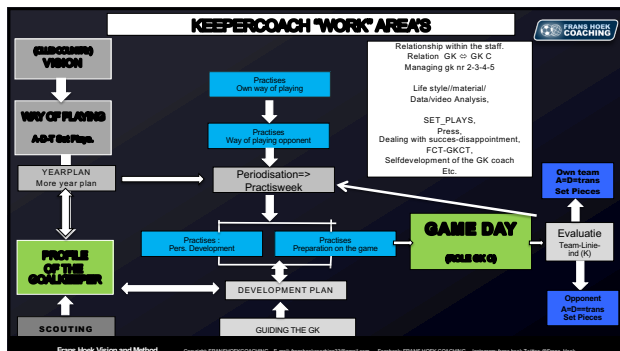 KEEPERCOACH “WORK” AREA’S
FRANS HOEK
COACHING
(CLUB/COUNTRY)
VISION
WAY OF PLAYING
A-D-T Set Plays.
YEARPLAN
More year plan
PROFILE
OF THE
GOALKEEPER
SCOUTING
Practises
Own way of playing
Practises
Way of playing opponent
Periodisation=>
Practisweek
Practises :
Pers. Development
Practises
Preparation on the game
DEVELOPMENT PLAN
GUIDING THE GK
Relationship within the staff.
Relation GK ⇔ GK C
Managing gk nr 2-3-4-5
Life style//material/
Data/video Analysis,
SET_PLAYS,
Press,
Dealing with succes-disappointment,
FCT-GKCT,
Selfdevelopment of the GK coach
Etc.
GAME DAY
(ROLE GK C)
Own team
A=D=trans
Set Pieces
Evaluatie
Team-Linie-
ind (K)
Opponent
A=D==trans
Set Pieces
Frans Hoek Vision and Method